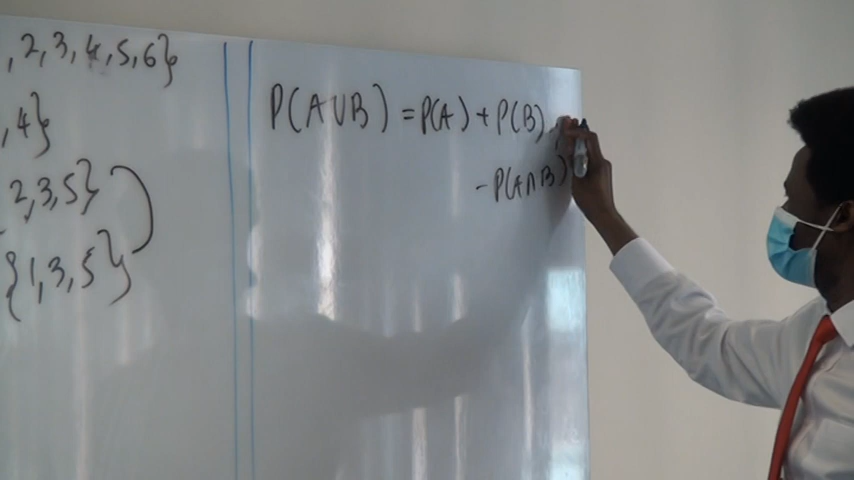 , 2, 3, 4, 5, 6}
, 4}
2, 3, 5}
{1, 3, 5}
P(A∪B) = P(A) + P(B)
- P(A∩B)